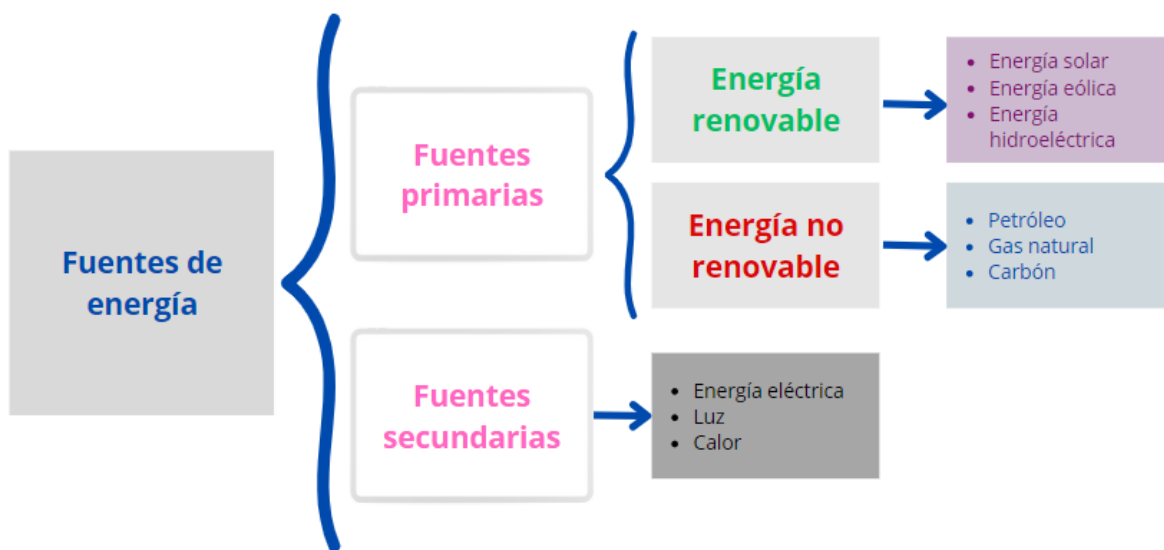 Fuentes de
energía
Fuentes
primarias
Energía
renovable
• Energía solar
• Energía eólica
• Energía
hidroeléctrica
Energía no
renovable
• Petróleo
• Gas natural
• Carbón
Fuentes
secundarias
• Energía eléctrica
• Luz
• Calor